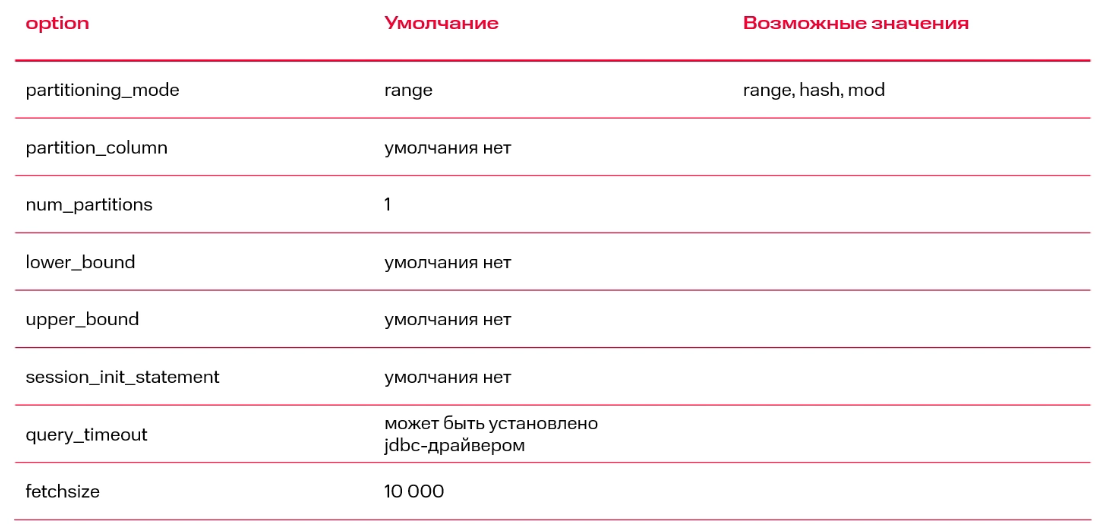 option Умолчание Возможные значения
partitioning_mode range range, hash, mod
partition_column умолчания нет
num_partitions 1
lower_bound умолчания нет
upper_bound умолчания нет
session_init_statement умолчания нет
query_timeout может быть установлено
jdbc-драйвером
fetchsize 10 000